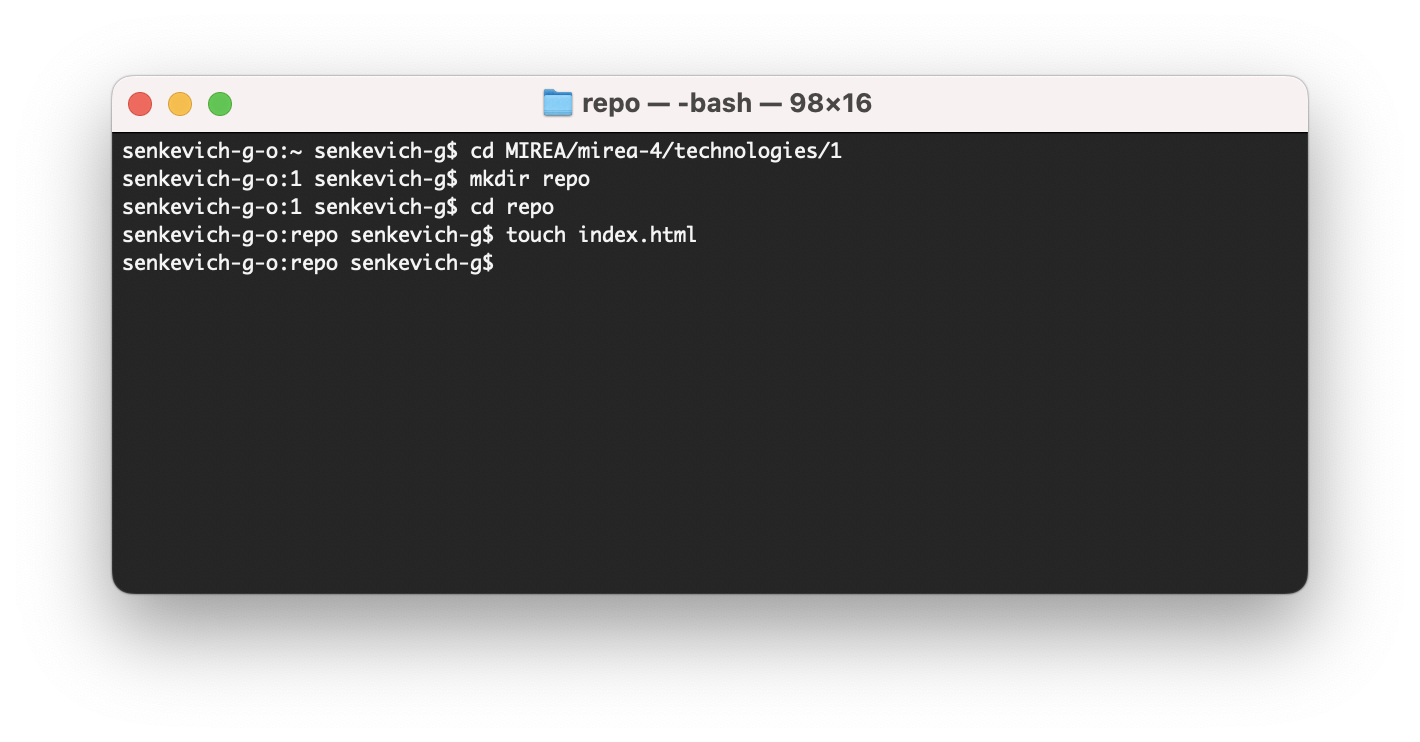 repo — -bash — 98×16
senkevich-g-o:~ senkevich-g$ cd MIREA/mirea-4/technologies/1
senkevich-g-o:1 senkevich-g$ mkdir repo
senkevich-g-o:1 senkevich-g$ cd repo
senkevich-g-o:repo senkevich-g$ touch index.html
senkevich-g-o:repo senkevich-g$